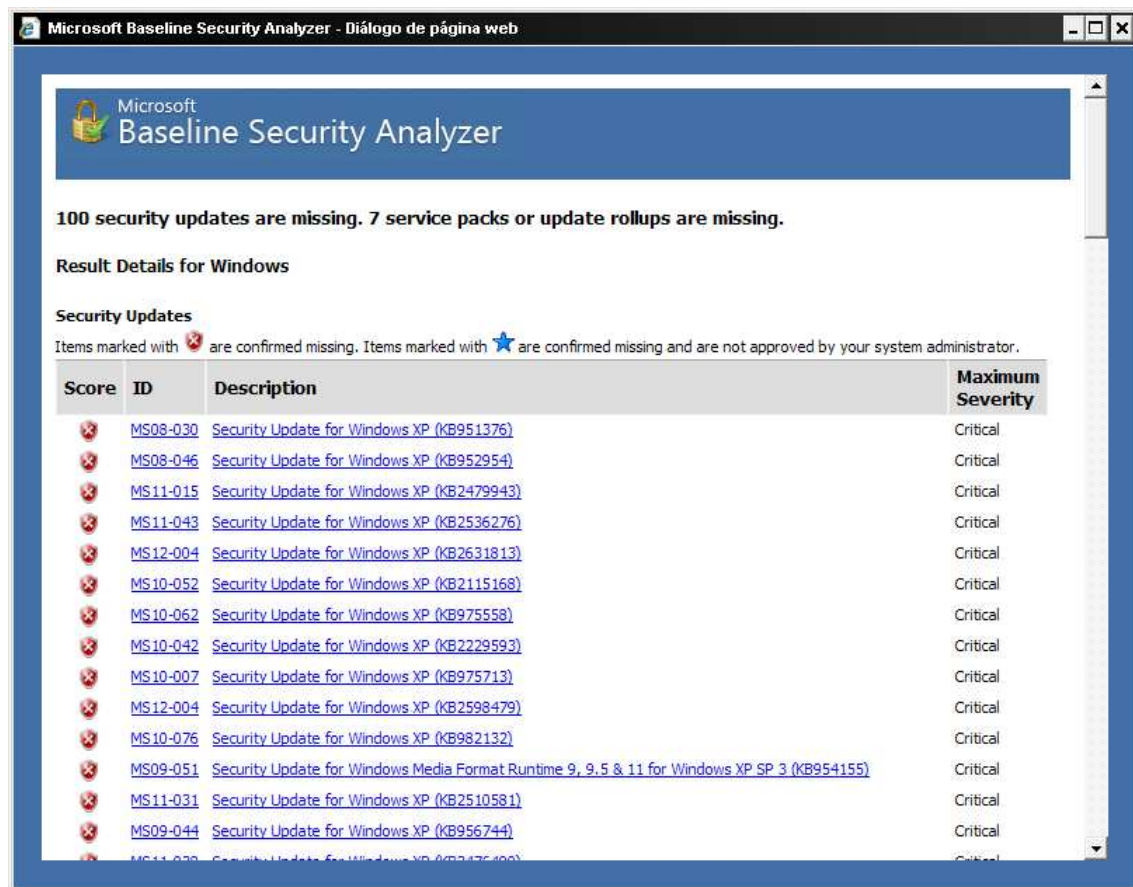 Microsoft Baseline Security Analyzer - Diálogo de página web
Microsoft
Baseline Security Analyzer
100 security updates are missing. 7 service packs or update rollups are missing.
Result Details for Windows
Security Updates
Items marked with are confirmed missing. Items marked with are confirmed missing and are not approved by your system administrator.
Score ID Description Maximum Severity
MS08-030 Security Update for Windows XP (KB951376) Critical
MS08-046 Security Update for Windows XP (KB952954) Critical
MS11-015 Security Update for Windows XP (KB2479943) Critical
MS11-043 Security Update for Windows XP (KB2536276) Critical
MS12-004 Security Update for Windows XP (KB2631813) Critical
MS10-052 Security Update for Windows XP (KB2115168) Critical
MS10-062 Security Update for Windows XP (KB975558) Critical
MS10-042 Security Update for Windows XP (KB2229593) Critical
MS10-007 Security Update for Windows XP (KB975713) Critical
MS12-004 Security Update for Windows XP (KB2598479) Critical
MS10-076 Security Update for Windows XP (KB982132) Critical
MS09-051 Security Update for Windows Media Format Runtime 9, 9.5 & 11 for Windows XP SP 3 (KB954155) Critical
MS11-031 Security Update for Windows XP (KB2510581) Critical
MS09-044 Security Update for Windows XP (KB956744) Critical
Security Update for Windows XP Critical